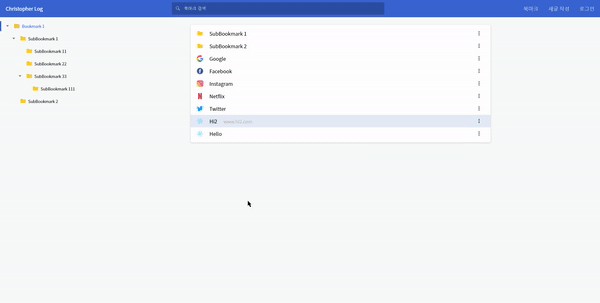 Christopher Log
북마크 검색
북마크
새글 작성
로그인
Bookmark 1
SubBookmark 1
SubBookmark 11
SubBookmark 22
SubBookmark 33
SubBookmark 111
SubBookmark 2
SubBookmark 1
SubBookmark 2
Google
Facebook
Instagram
Netflix
Twitter
Hi2 www.hi2.com
Hello